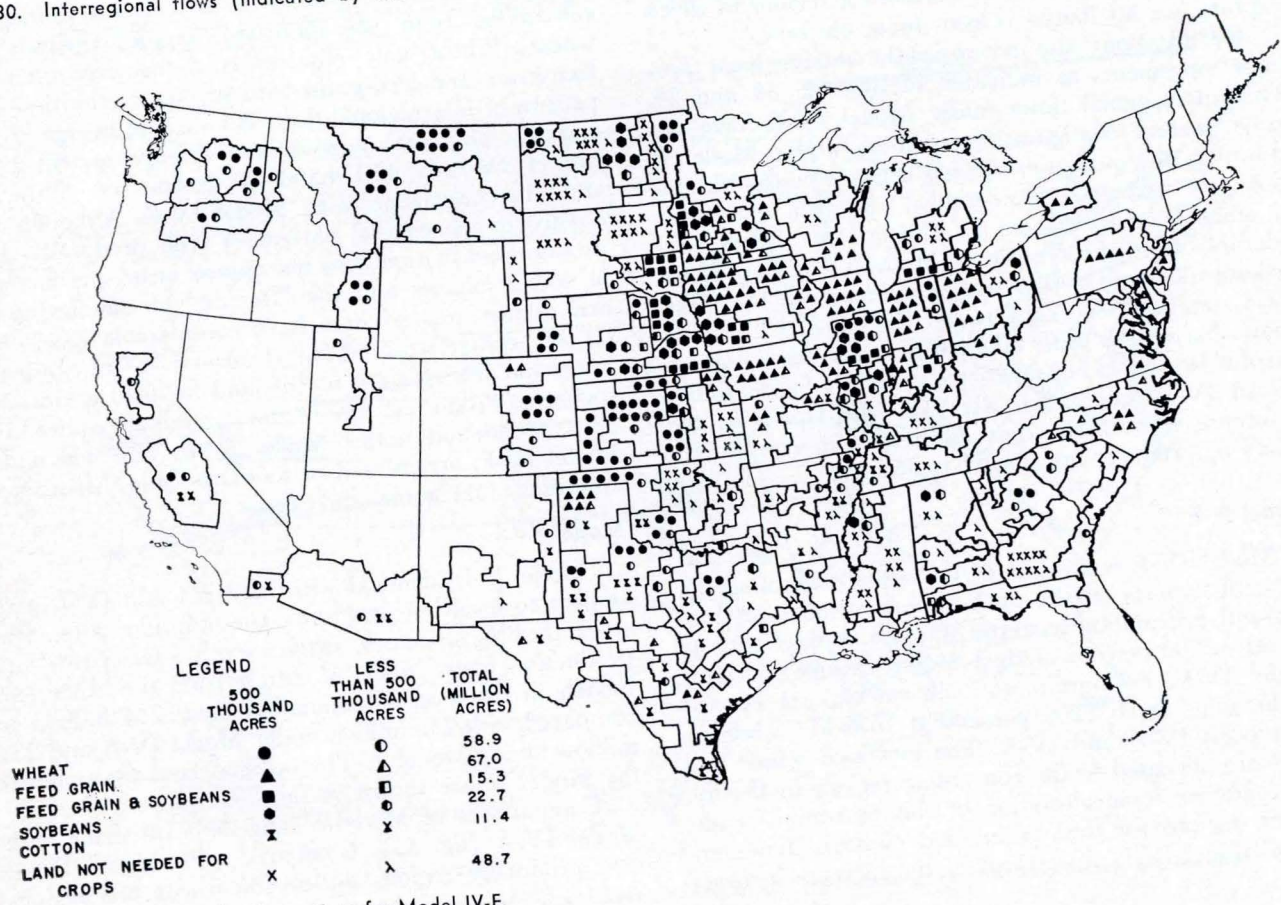 30. Interregional flows (indicated by
LEGEND
500 THOUSAND ACRES
LESS THAN 500 THOUSAND ACRES
TOTAL (MILLION ACRES)
WHEAT 58.9
FEED GRAIN. 67.0
FEED GRAIN & SOYBEANS 15.3
SOYBEANS 22.7
COTTON 11.4
LAND NOT NEEDED FOR CROPS 48.7
for Model IV-F